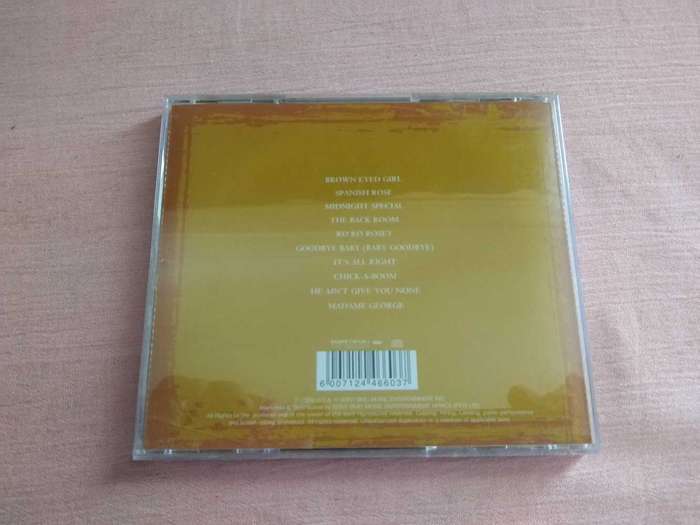 BROWN EYED GIRL
SPANISH ROSE
MIDNIGHT SPECIAL
THE BACK ROOM
RO RO ROSEY
GOODBYE BABY (BABY GOODBYE)
IT'S ALL RIGHT
CHICK-A-BOOM
HE AIN'T GIVE YOU NONE
MADAME GEORGE
6 007124 466037